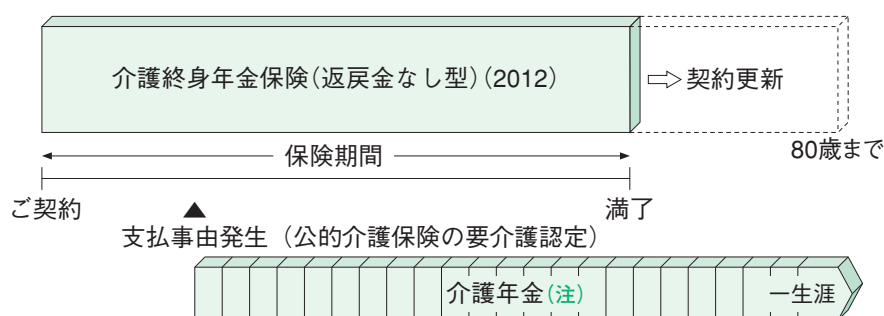 介護終身年金保険(返戻金なし型)(2012)
契約更新
保険期間
80歳まで
ご契約
満了
支払事由発生(公的介護保険の要介護認定)
介護年金(注)
一生涯